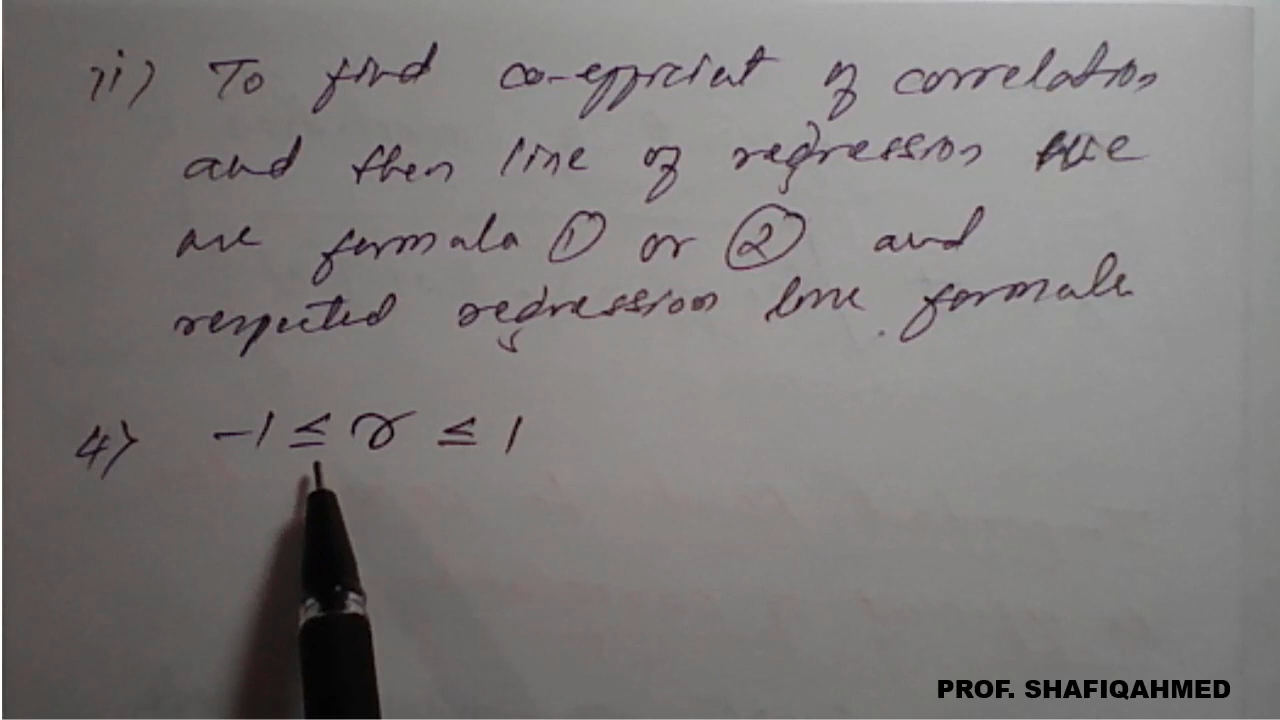 ii) To find co-efficient of correlation
and then line of regression we
use formula ① or ② and
respected regression line formula
4) -1 ≤ r ≤ 1
PROF. SHAFIQAHMED